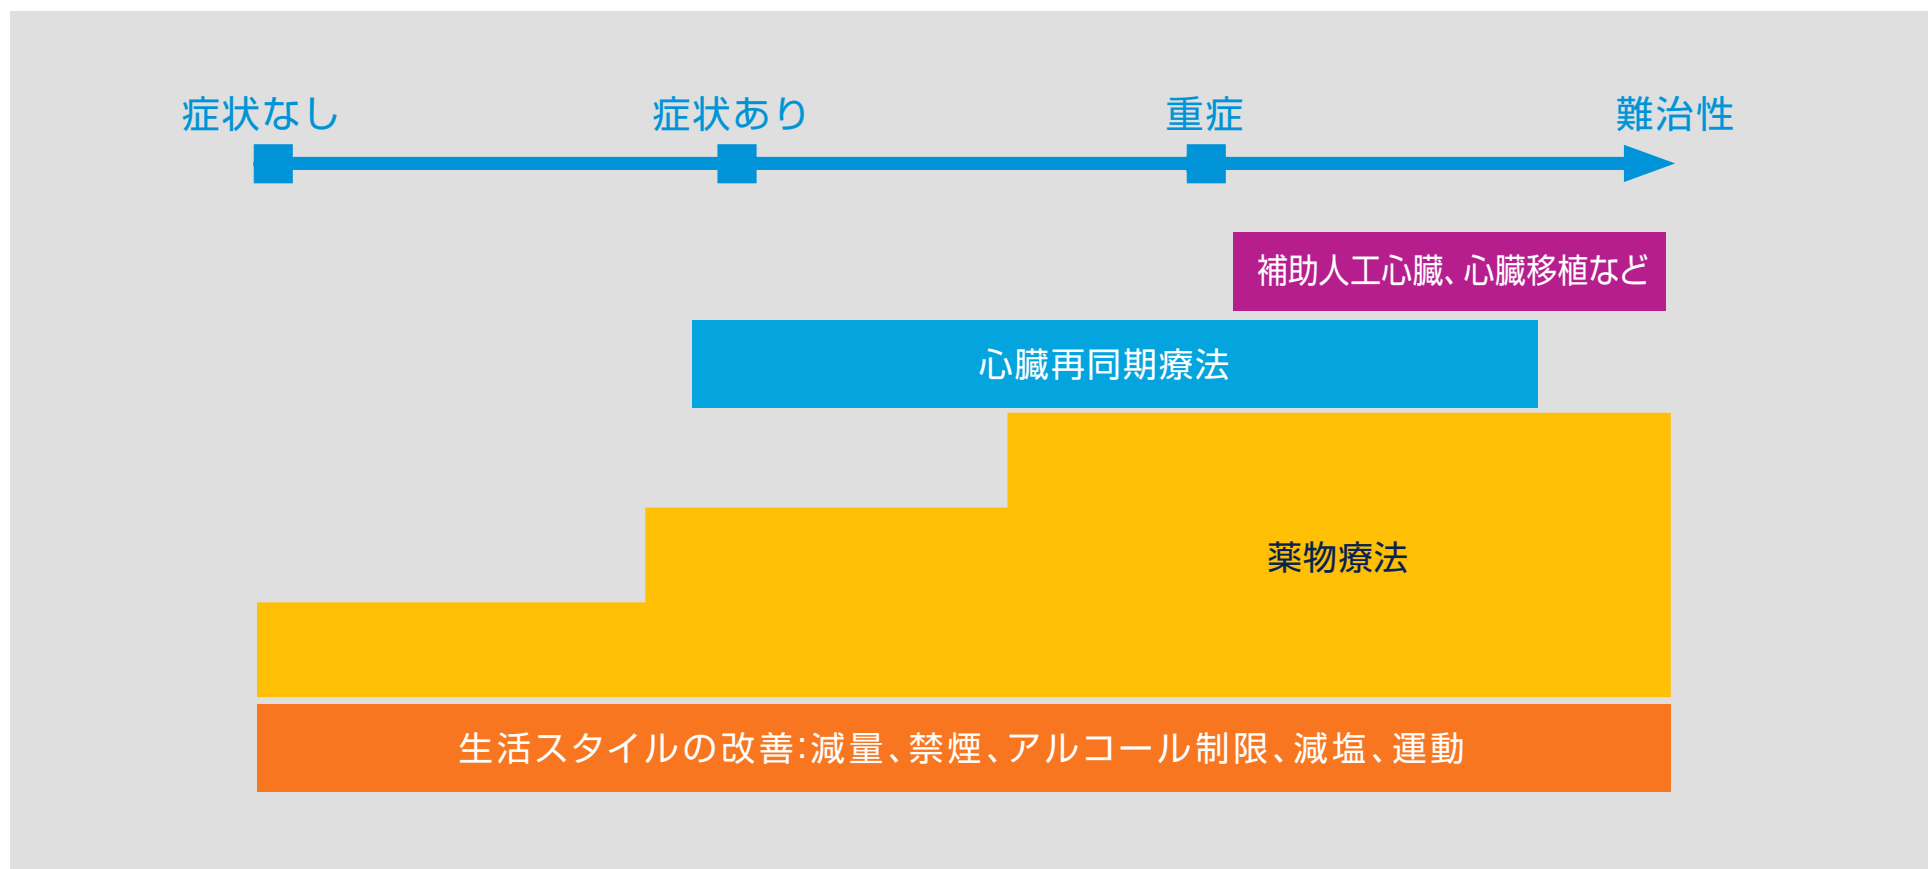 症状なし
症状あり
重症
難治性
補助人工心臓、心臓移植など
心臓再同期療法
薬物療法
生活スタイルの改善：減量、禁煙、アルコール制限、減塩、運動